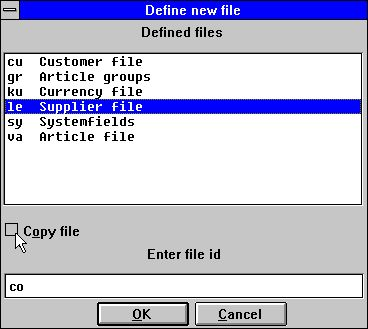 Define new file
Defined files
cu Customer file
gr Article groups
ku Currency file
le Supplier file
sy Systemfields
va Article file
Copy file
Enter file id
co
OK Cancel